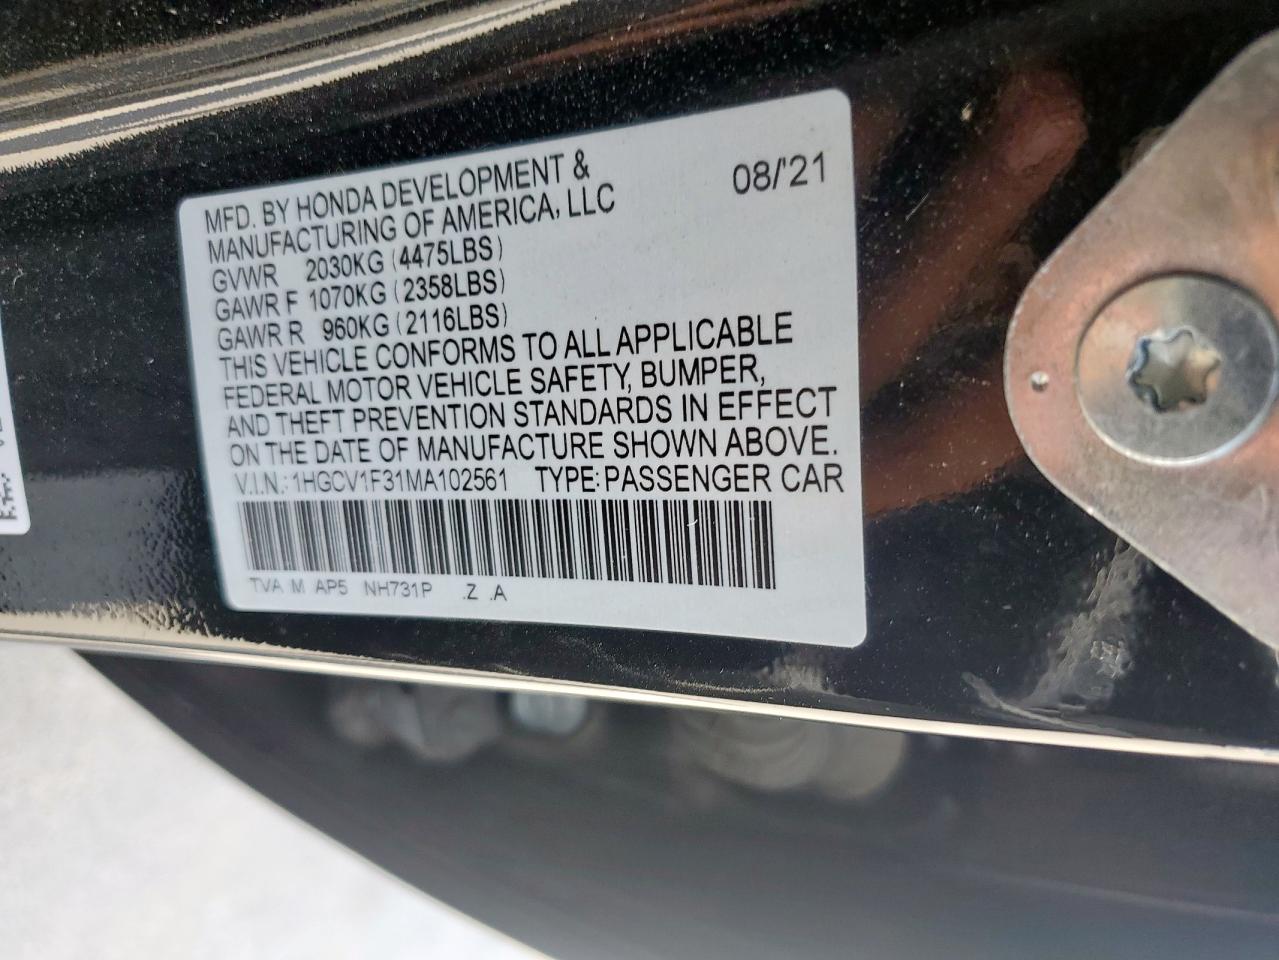 MFD. BY HONDA DEVELOPMENT & 08/'21
MANUFACTURING OF AMERICA, LLC
GVWR 2030KG (4475LBS)
GAWR F 1070KG (2358LBS)
GAWR R 960KG (2116LBS)
THIS VEHICLE CONFORMS TO ALL APPLICABLE
FEDERAL MOTOR VEHICLE SAFETY, BUMPER,
AND THEFT PREVENTION STANDARDS IN EFFECT
ON THE DATE OF MANUFACTURE SHOWN ABOVE.
V.I.N.: 1HGCV1F31MA102561 TYPE: PASSENGER CAR
TVA M AP5 NH731P .Z .A